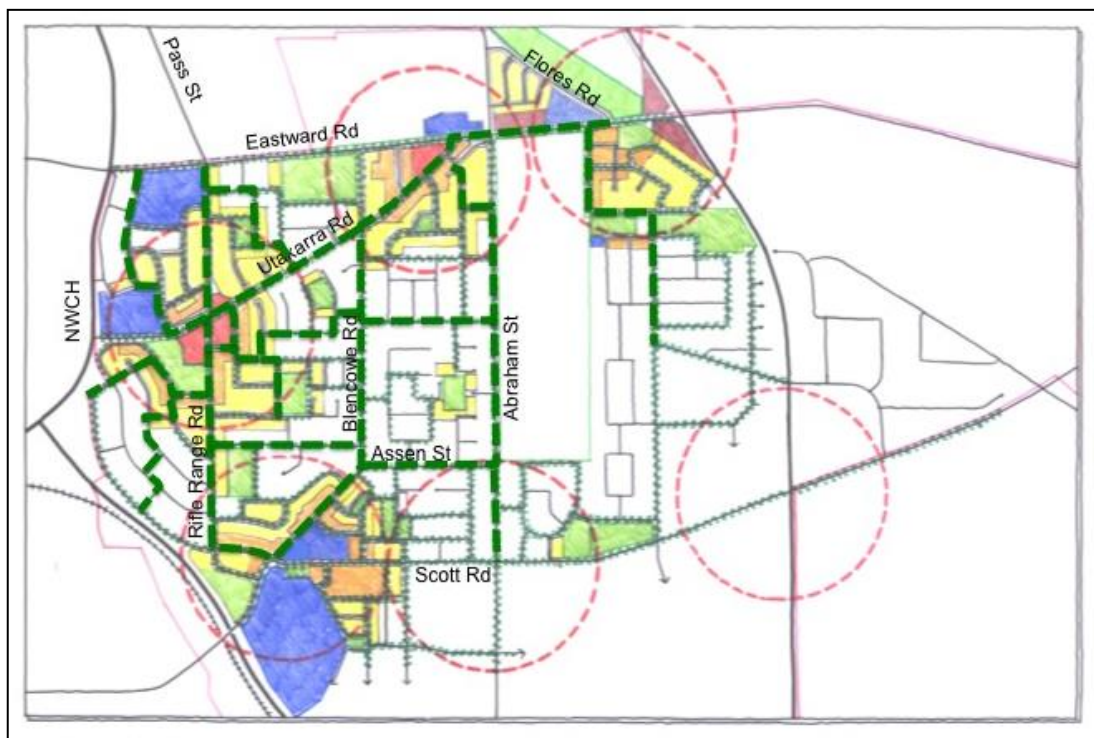 Pass St
Flores Rd
Eastward Rd
Utakarra Rd
NWCH
Blencowe Rd
Abraham St
Rifle Range Rd
Assen St
Scott Rd